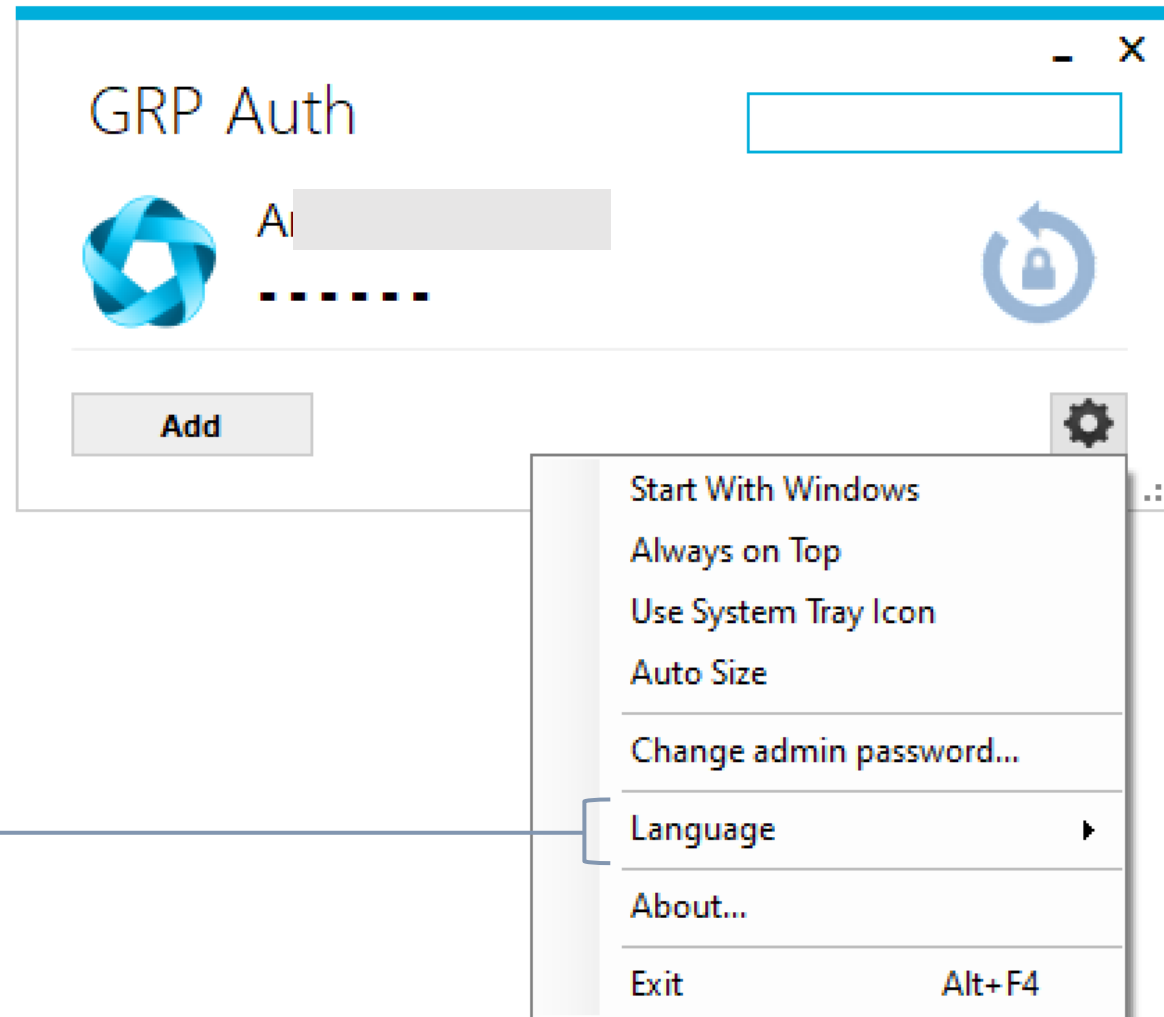 GRP Auth
- - - - - -
Add
Start With Windows
Always on Top
Use System Tray Icon
Auto Size
Change admin password...
Language
About...
Exit Alt+F4